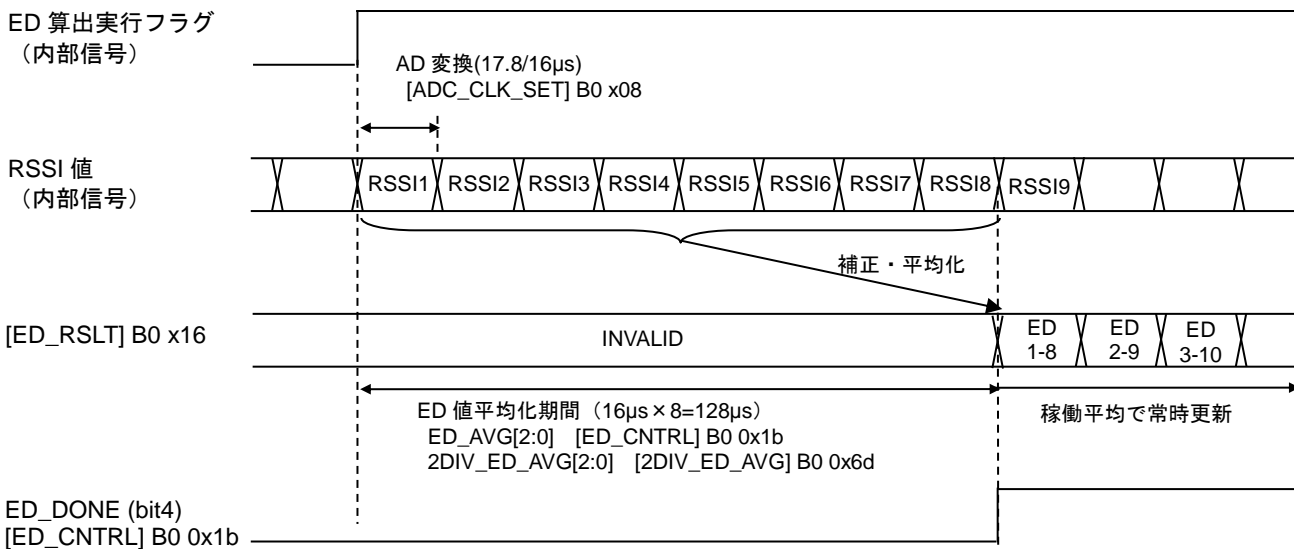 ED 算出実行フラグ
（内部信号）
AD 変換(17.8/16μs)
[ADC_CLK_SET] B0 x08
RSSI 値
（内部信号）
RSSI1 RSSI2 RSSI3 RSSI4 RSSI5 RSSI6 RSSI7 RSSI8 RSSI9
補正・平均化
[ED_RSLT] B0 x16
INVALID
ED 1-8
ED 2-9
ED 3-10
ED 値平均化期間（16μs×8=128μs）
ED_AVG[2:0] [ED_CNTRL] B0 0x1b
2DIV_ED_AVG[2:0] [2DIV_ED_AVG] B0 0x6d
稼働平均で常時更新
ED_DONE (bit4)
[ED_CNTRL] B0 0x1b